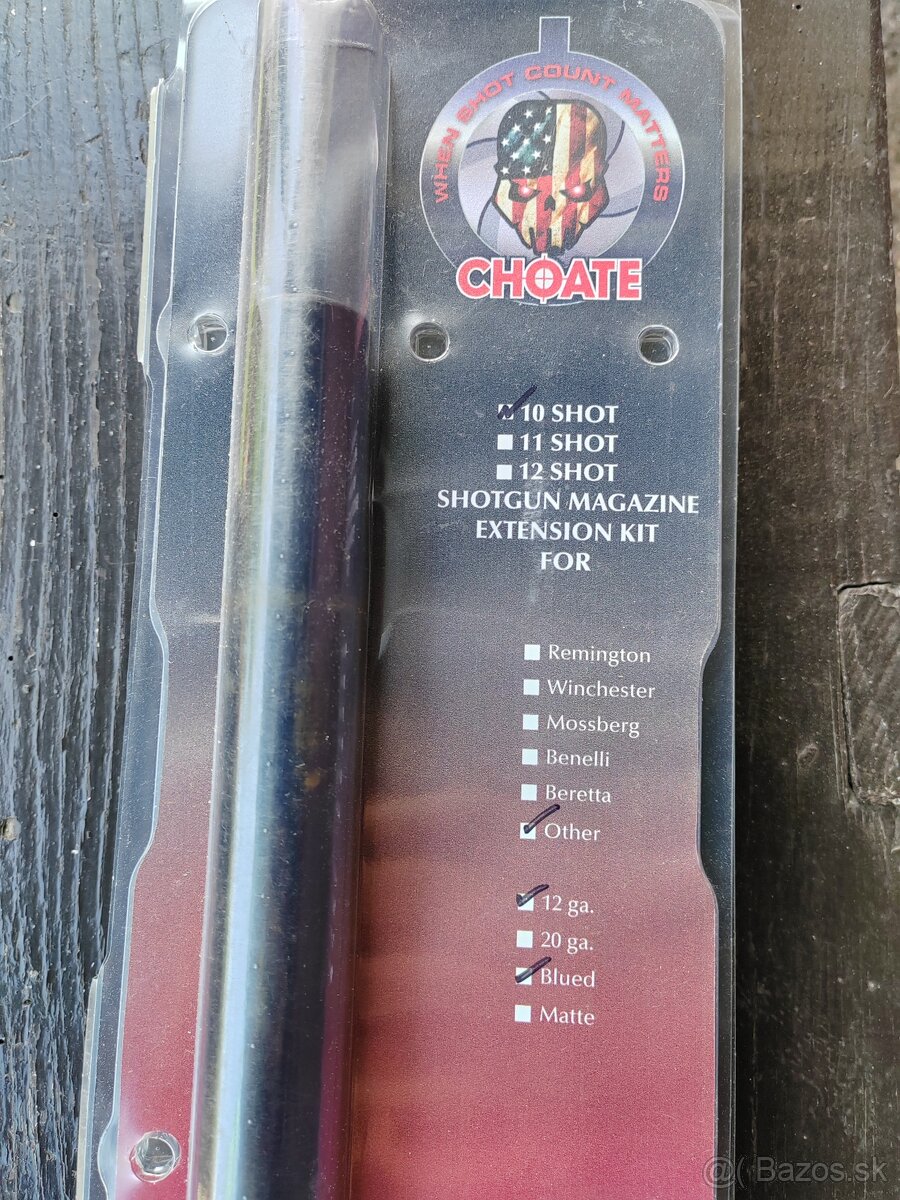 WHEN SHOT COUNT MATTERS
CHOATE
10 SHOT
11 SHOT
12 SHOT
SHOTGUN MAGAZINE
EXTENSION KIT
FOR
Remington
Winchester
Mossberg
Benelli
Beretta
Other
12 ga.
20 ga.
Blued
Matte
@( Bazos.sk